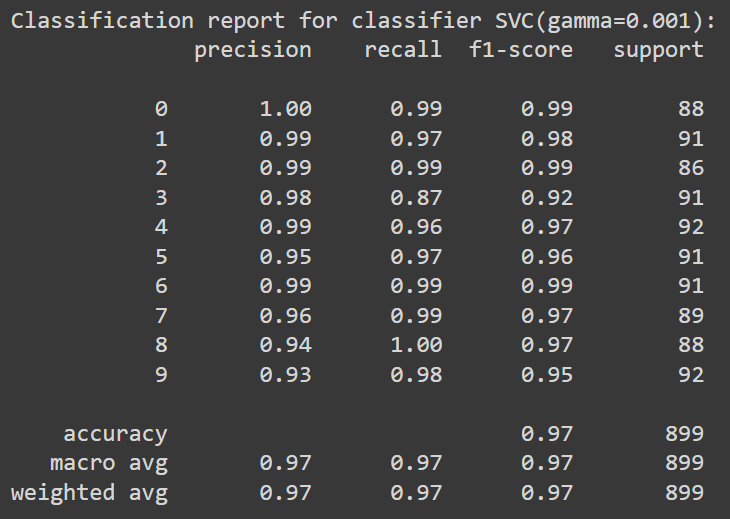 Classification report for classifier SVC(gamma=0.001):
precision recall f1-score support
0 1.00 0.99 0.99 88
1 0.99 0.97 0.98 91
2 0.99 0.99 0.99 86
3 0.98 0.87 0.92 91
4 0.99 0.96 0.97 92
5 0.95 0.97 0.96 91
6 0.99 0.99 0.99 91
7 0.96 0.99 0.97 89
8 0.94 1.00 0.97 88
9 0.93 0.98 0.95 92
accuracy 0.97 899
macro avg 0.97 0.97 0.97 899
weighted avg 0.97 0.97 0.97 899